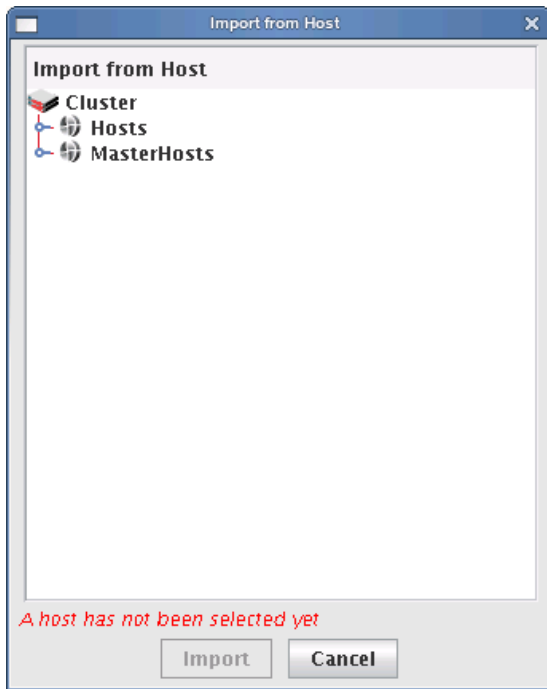 Import from Host
Import from Host
Cluster
Hosts
MasterHosts
A host has not been selected yet
Import Cancel